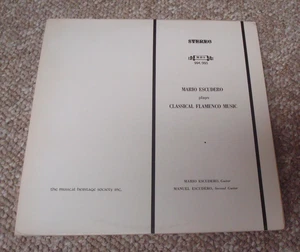 STEREO
MARIO ESCUDERO
plays
CLASSICAL FLAMENCO MUSIC
MARIO ESCUDERO, Guitar
MANUEL ESCUDERO, Second Guitar
THE MUSICAL HERITAGE SOCIETY INC.